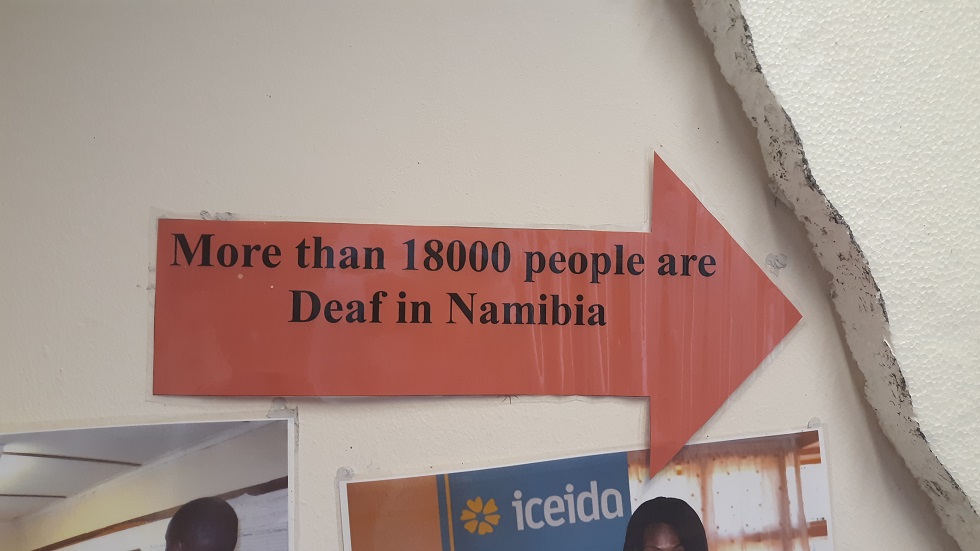 More than 18000 people are
Deaf in Namibia
iceida